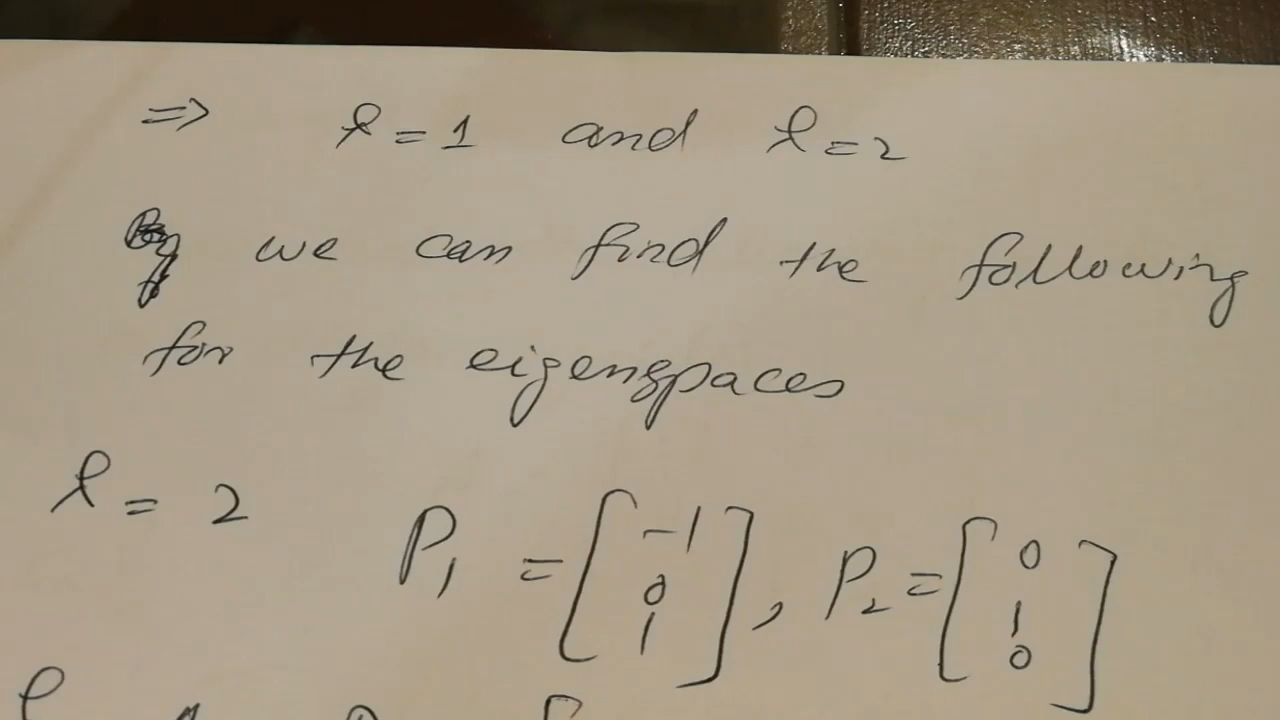 ⇒ λ = 1 and λ = 2
we can find the following
for the eigenspaces
λ = 2 P₁ = [-1 0 1], P₂ = [0 1 0]